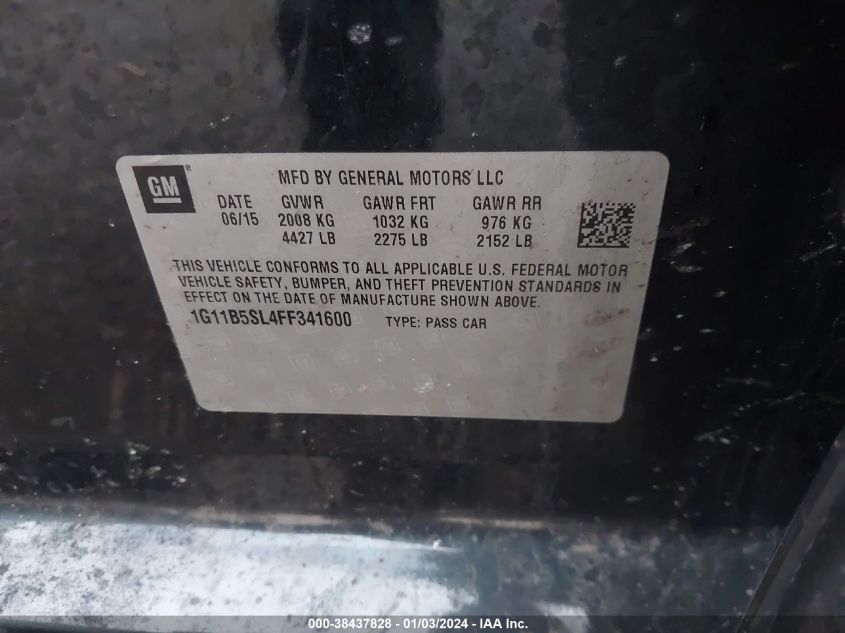 GM®
MFD BY GENERAL MOTORS LLC
DATE GVWR GAWR FRT GAWR RR
06/15 2008 KG 1032 KG 976 KG
4427 LB 2275 LB 2152 LB
THIS VEHICLE CONFORMS TO ALL APPLICABLE U.S. FEDERAL MOTOR
VEHICLE SAFETY, BUMPER, AND THEFT PREVENTION STANDARDS IN
EFFECT ON THE DATE OF MANUFACTURE SHOWN ABOVE.
1G11B5SL4FF341600 TYPE: PASS CAR
000-38437828 - 01/03/2024 - IAA Inc.